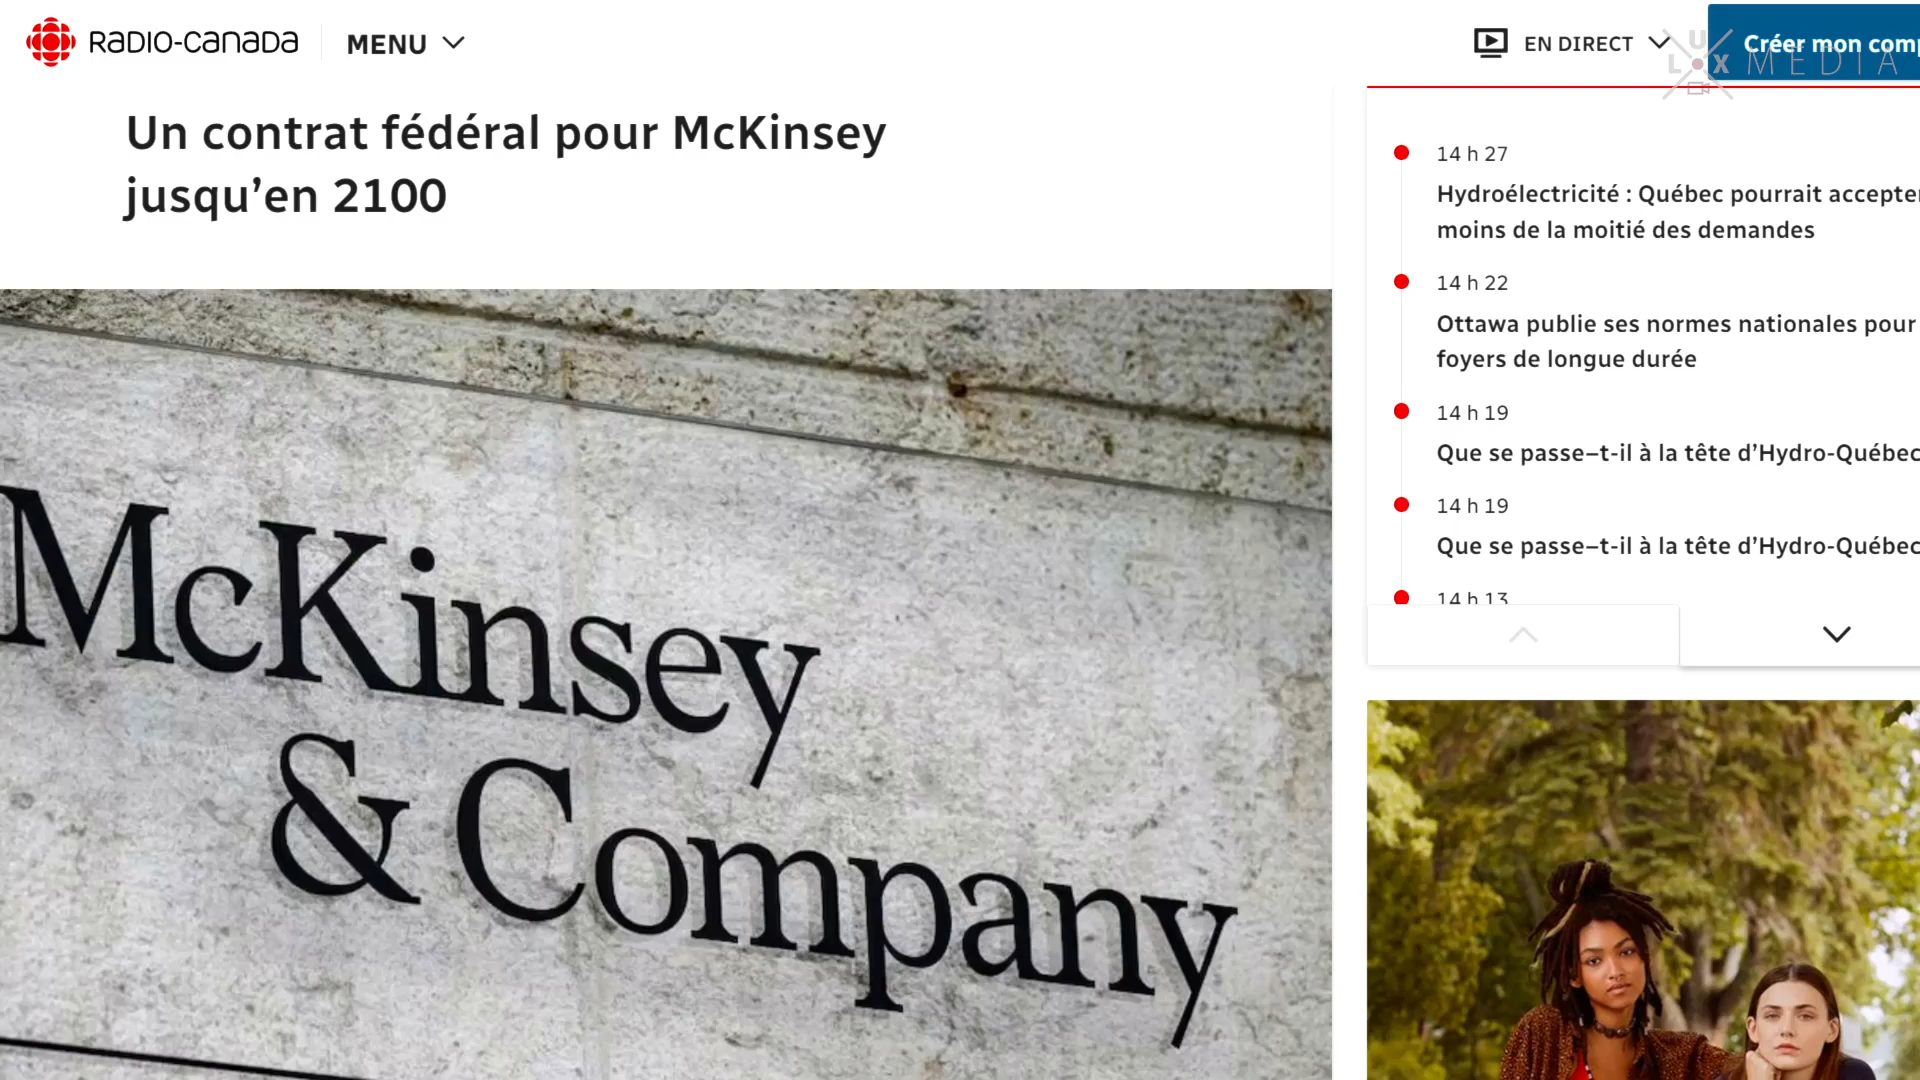 RADIO-CANADA
MENU
EN DIRECT
Créer mon com
LUX MEDIA
Un contrat fédéral pour McKinsey
jusqu’en 2100
McKinsey
& Company
14 h 27
Hydroélectricité : Québec pourrait accepter
moins de la moitié des demandes
14 h 22
Ottawa publie ses normes nationales pour
foyers de longue durée
14 h 19
Que se passe-t-il à la tête d’Hydro-Québec
14 h 19
Que se passe-t-il à la tête d’Hydro-Québec
14 h 13